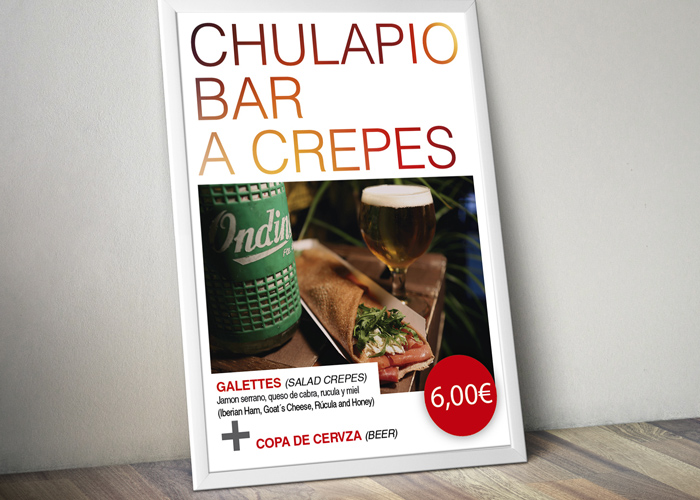 CHULAPIO
BAR
A CREPES
Ondin
GALETTES (SALAD CREPES)
Jamon serrano, queso de cabra, rucula y miel
(Iberian Ham, Goat´s Cheese, Rúcula and Honey)
6,00€
+ COPA DE CERVZA (BEER)